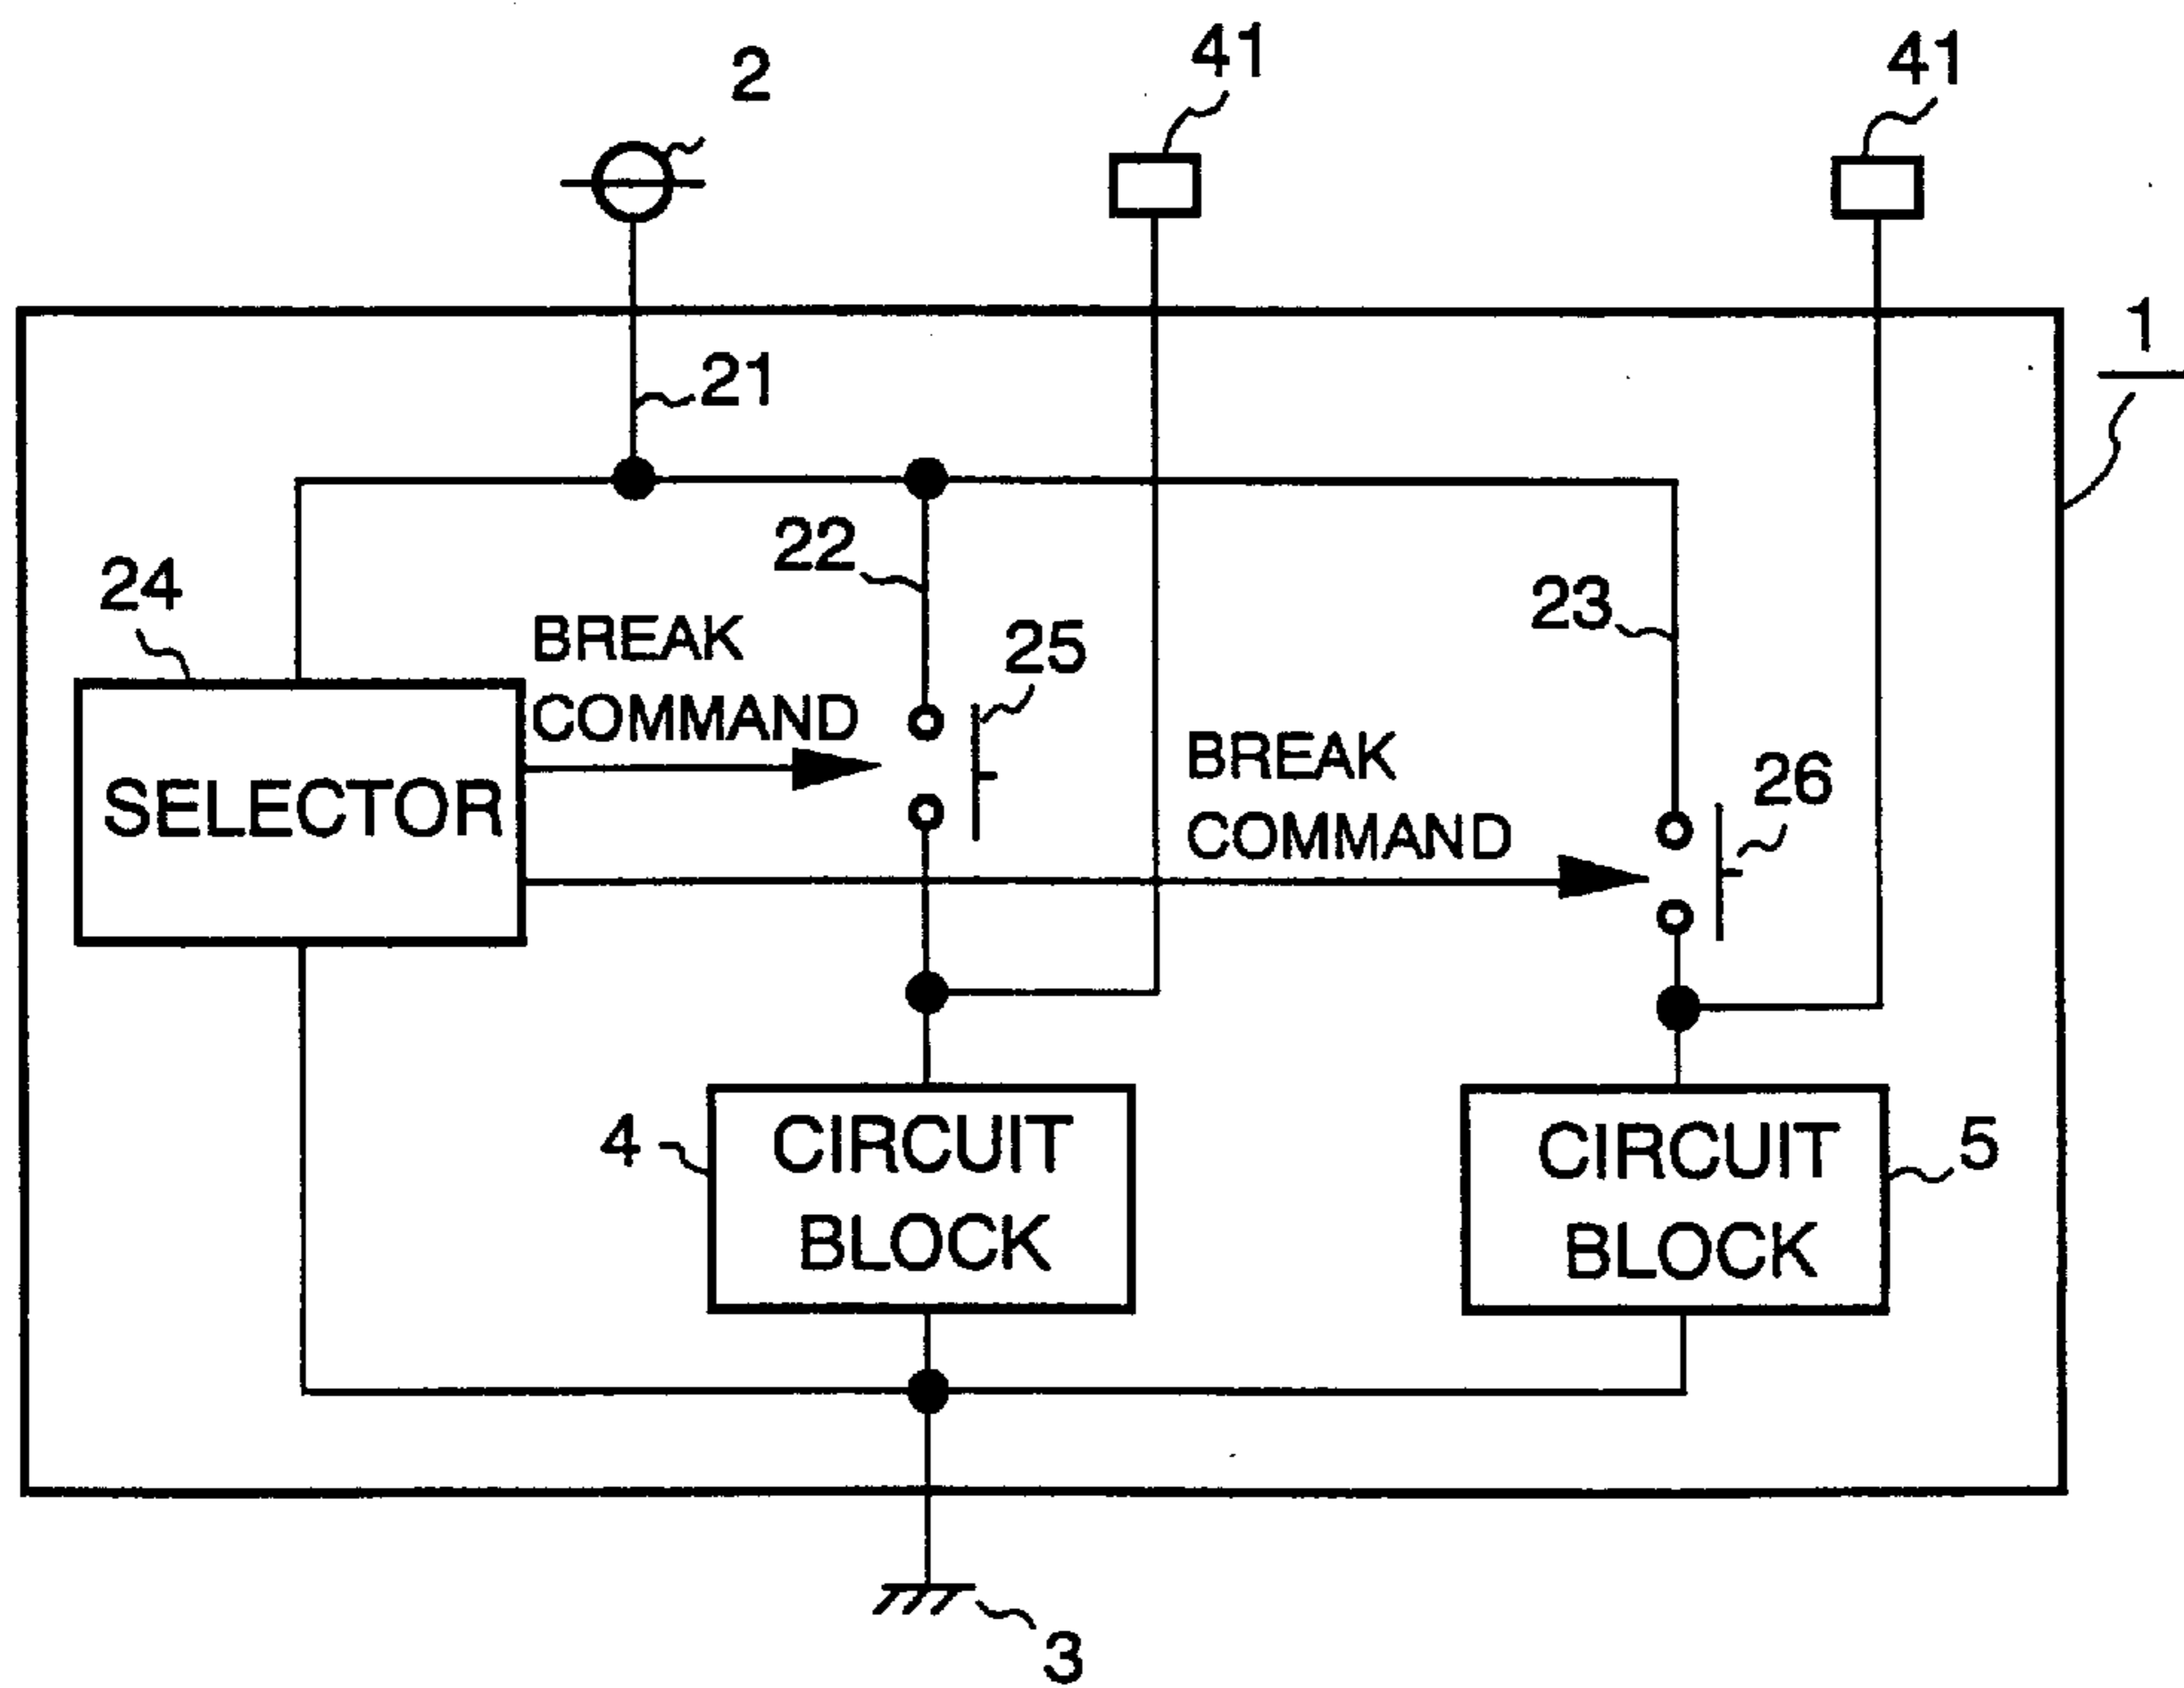 2
41
41
1
21
22
24
23
BREAK
COMMAND
25
BREAK
COMMAND
26
SELECTOR
4
CIRCUIT
BLOCK
CIRCUIT
BLOCK
5
3